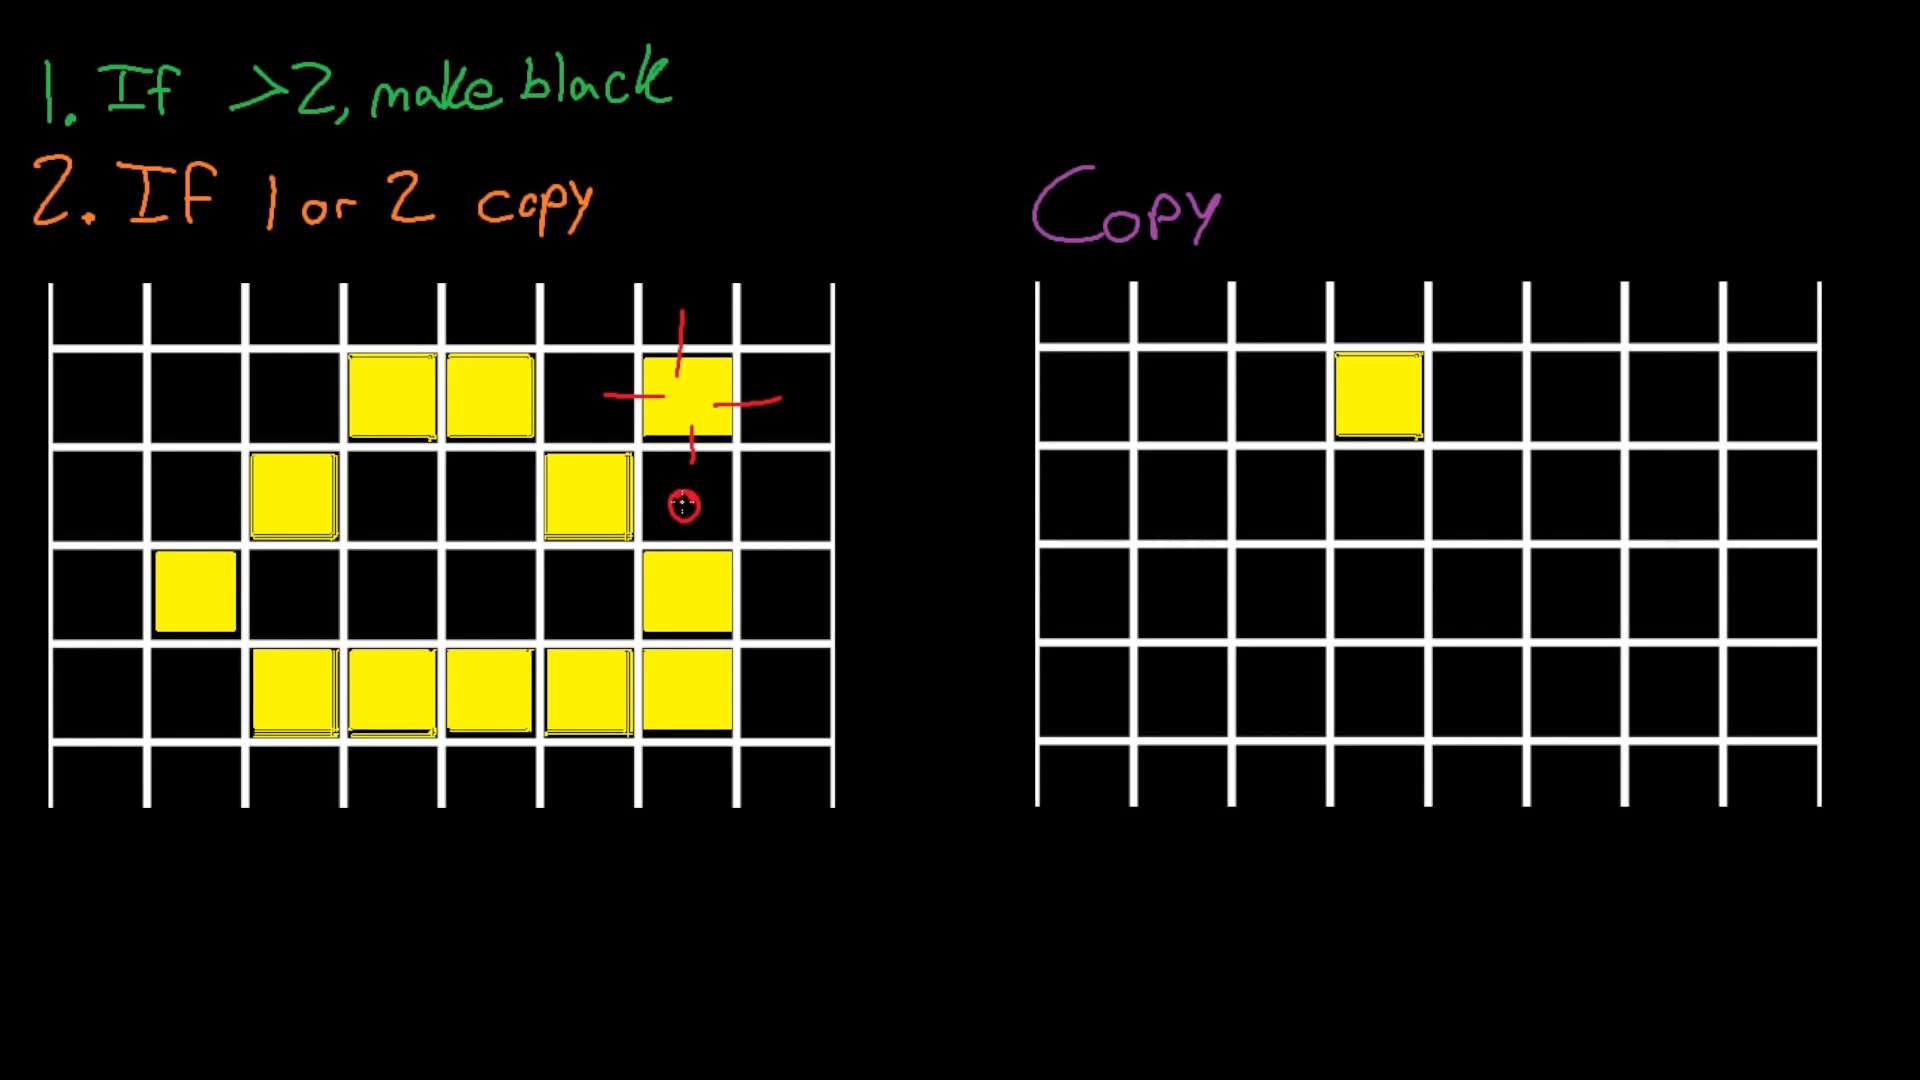 1. If >2, make black
2. If 1 or 2 copy
Copy